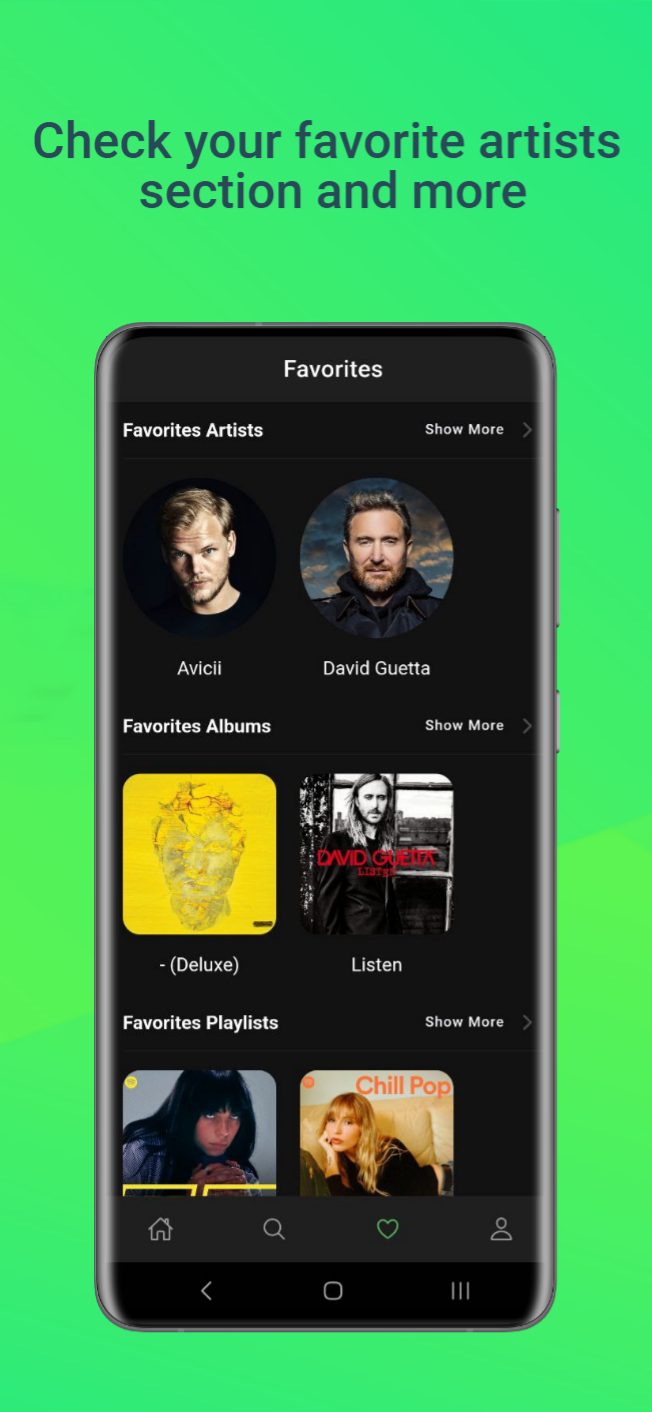 Check your favorite artists
section and more
Favorites
Favorites Artists
Show More
Avicii
David Guetta
Favorites Albums
Show More
DAVID GUETTA
LISTEN
- (Deluxe)
Listen
Favorites Playlists
Show More
Chill Pop